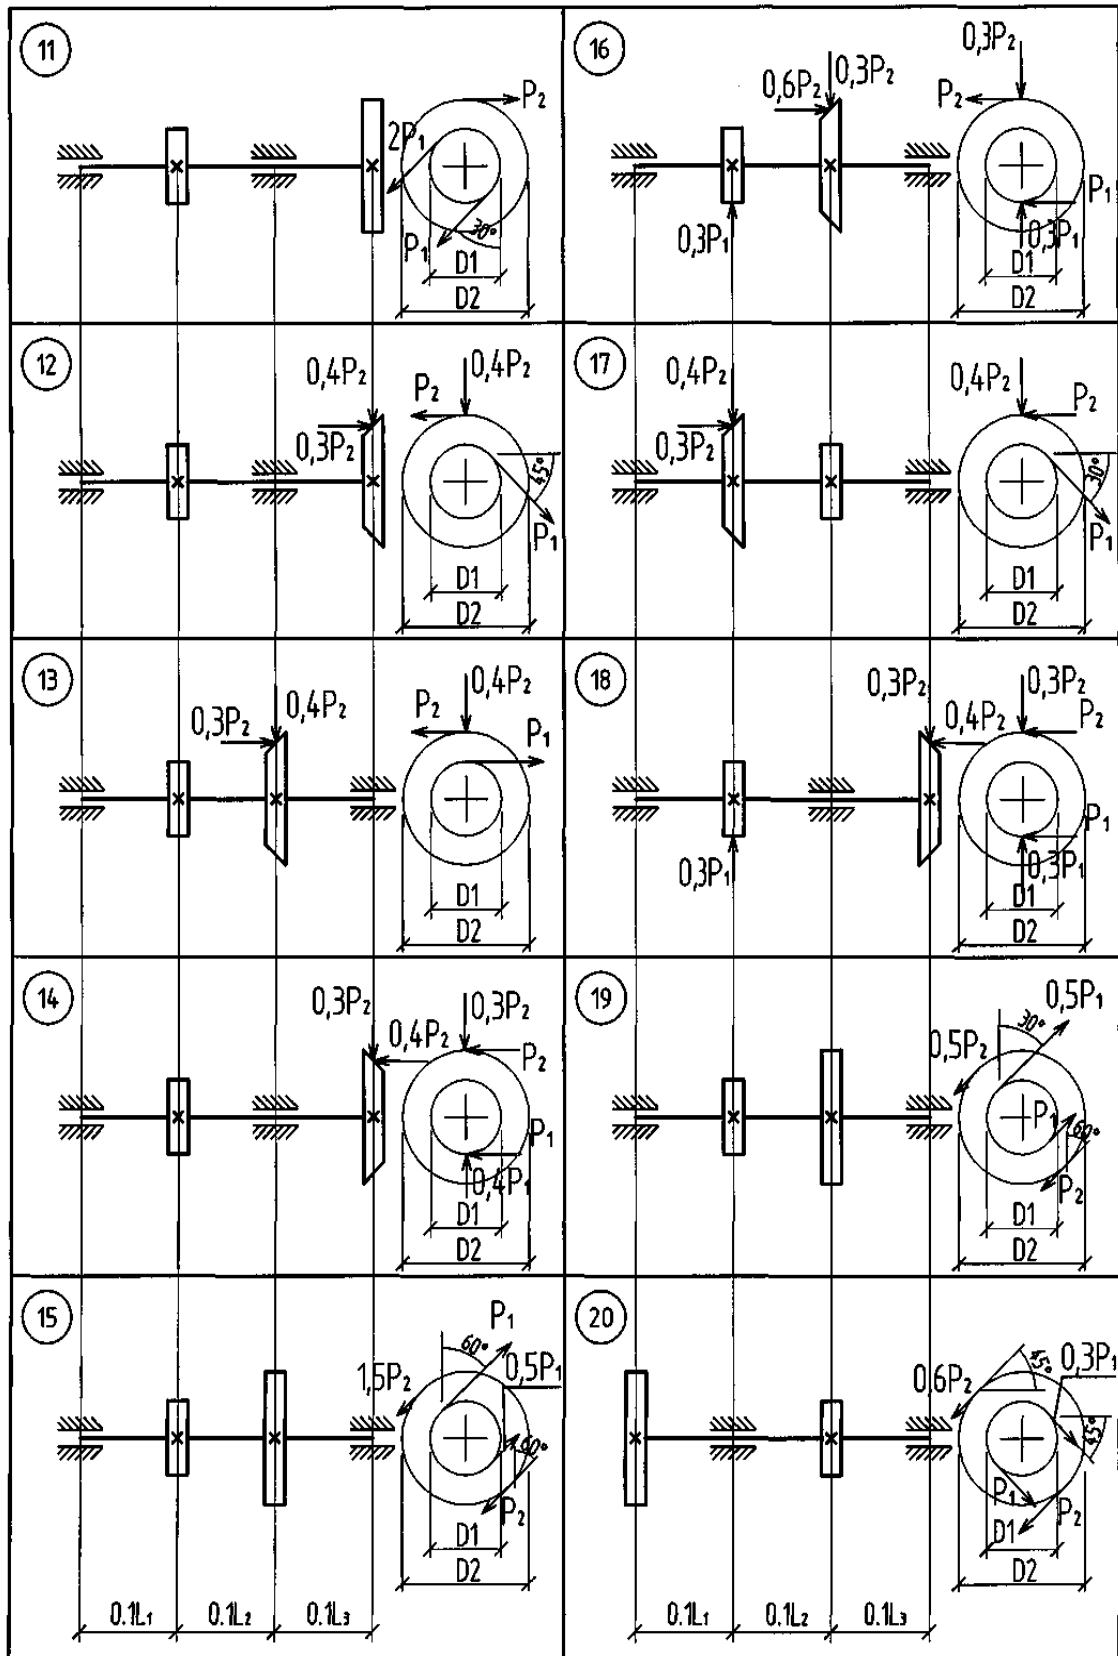 11
2P₁
P₂
P₁
30°
D1
D2
16
0,3P₂
0,6P₂
0,3P₂
P₂
P₁
0,3P₁
0,3P₁
D1
D2
12
0,4P₂
0,4P₂
P₂
0,3P₂
45°
P₁
D1
D2
17
0,4P₂
0,4P₂
P₂
0,3P₂
30°
P₁
D1
D2
13
0,4P₂
0,4P₂
0,3P₂
P₂
P₁
D1
D2
18
0,3P₂
0,3P₂
0,4P₂
P₂
P₁
0,3P₁
0,3P₁
D1
D2
14
0,3P₂
0,3P₂
0,4P₂
P₂
P₁
0,4P₁
D1
D2
19
0,5P₁
30°
0,5P₂
P₁
60°
P₂
D1
D2
15
P₁
60°
0,5P₁
1,5P₂
60°
P₂
D1
D2
0.1L₁
0.1L₂
0.1L₃
20
45°
0,3P₁
0,6P₂
45°
P₁
P₂
D1
D2
0.1L₁
0.1L₂
0.1L₃